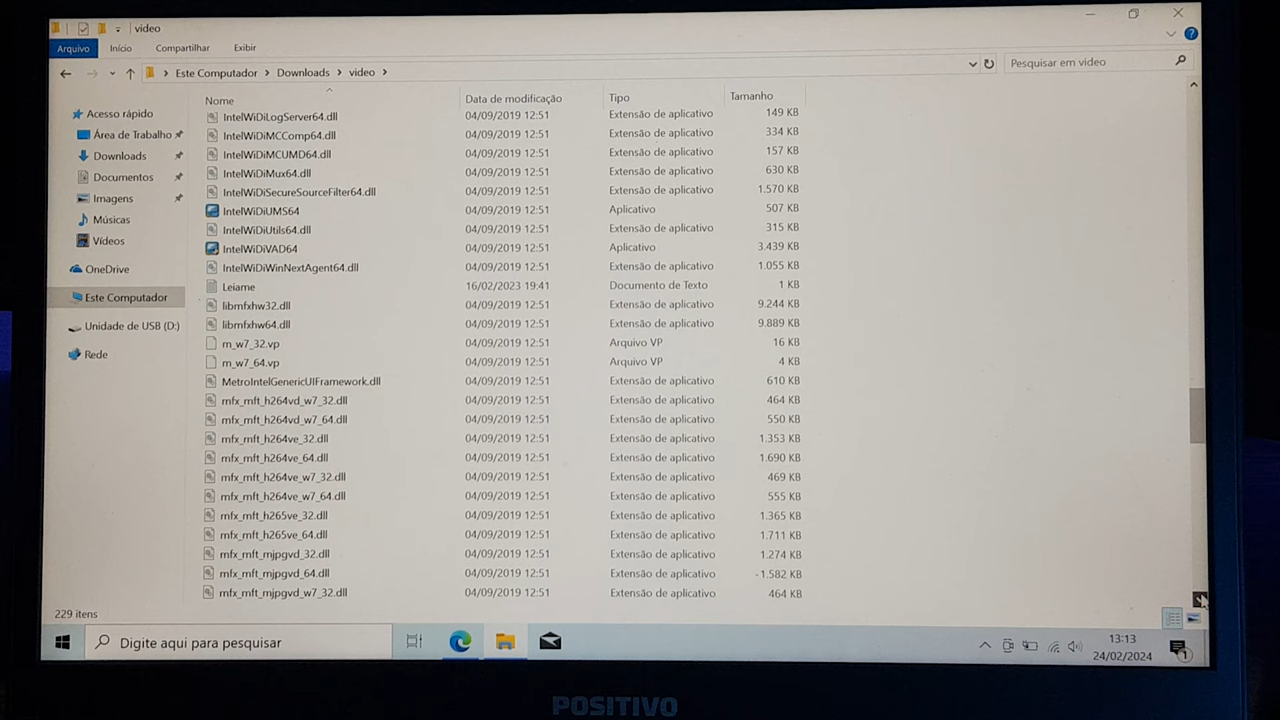 video
Arquivo Início Compartilhar Exibir
Este Computador Downloads video Pesquisar em video
Nome Data de modificação Tipo Tamanho
IntelWiDiLogServer64.dll 04/09/2019 12:51 Extensão de aplicativo 149 KB
IntelWiDiMCComp64.dll 04/09/2019 12:51 Extensão de aplicativo 334 KB
IntelWiDiMCUMD64.dll 04/09/2019 12:51 Extensão de aplicativo 157 KB
IntelWiDiMux64.dll 04/09/2019 12:51 Extensão de aplicativo 630 KB
IntelWiDiSecureSourceFilter64.dll 04/09/2019 12:51 Extensão de aplicativo 1.570 KB
IntelWiDiUMS64 04/09/2019 12:51 Aplicativo 507 KB
IntelWiDiUtils64.dll 04/09/2019 12:51 Extensão de aplicativo 315 KB
IntelWiDiVAD64 04/09/2019 12:51 Aplicativo 3.439 KB
IntelWiDiWinNextAgent64.dll 04/09/2019 12:51 Extensão de aplicativo 1.055 KB
Leiame 16/02/2023 19:41 Documento de Texto 1 KB
libmfxhw32.dll 04/09/2019 12:51 Extensão de aplicativo 9.244 KB
libmfxhw64.dll 04/09/2019 12:51 Extensão de aplicativo 9.889 KB
m_w7_32.vp 04/09/2019 12:51 Arquivo VP 16 KB
m_w7_64.vp 04/09/2019 12:51 Arquivo VP 4 KB
MetroIntelGenericUIFramework.dll 04/09/2019 12:51 Extensão de aplicativo 610 KB
mfx_mft_h264vd_w7_32.dll 04/09/2019 12:51 Extensão de aplicativo 464 KB
mfx_mft_h264vd_w7_64.dll 04/09/2019 12:51 Extensão de aplicativo 550 KB
mfx_mft_h264ve_32.dll 04/09/2019 12:51 Extensão de aplicativo 1.353 KB
mfx_mft_h264ve_64.dll 04/09/2019 12:51 Extensão de aplicativo 1.690 KB
mfx_mft_h264ve_w7_32.dll 04/09/2019 12:51 Extensão de aplicativo 469 KB
mfx_mft_h264ve_w7_64.dll 04/09/2019 12:51 Extensão de aplicativo 555 KB
mfx_mft_h265ve_32.dll 04/09/2019 12:51 Extensão de aplicativo 1.365 KB
mfx_mft_h265ve_64.dll 04/09/2019 12:51 Extensão de aplicativo 1.711 KB
mfx_mft_mjpgvd_32.dll 04/09/2019 12:51 Extensão de aplicativo 1.274 KB
mfx_mft_mjpgvd_64.dll 04/09/2019 12:51 Extensão de aplicativo 1.582 KB
mfx_mft_mjpgvd_w7_32.dll 04/09/2019 12:51 Extensão de aplicativo 464 KB
Acesso rápido
Área de Trabalho
Downloads
Documentos
Imagens
Músicas
Vídeos
OneDrive
Este Computador
Unidade de USB (D:)
Rede
229 itens
Digite aqui para pesquisar
13:13
24/02/2024
1
POSITIVO